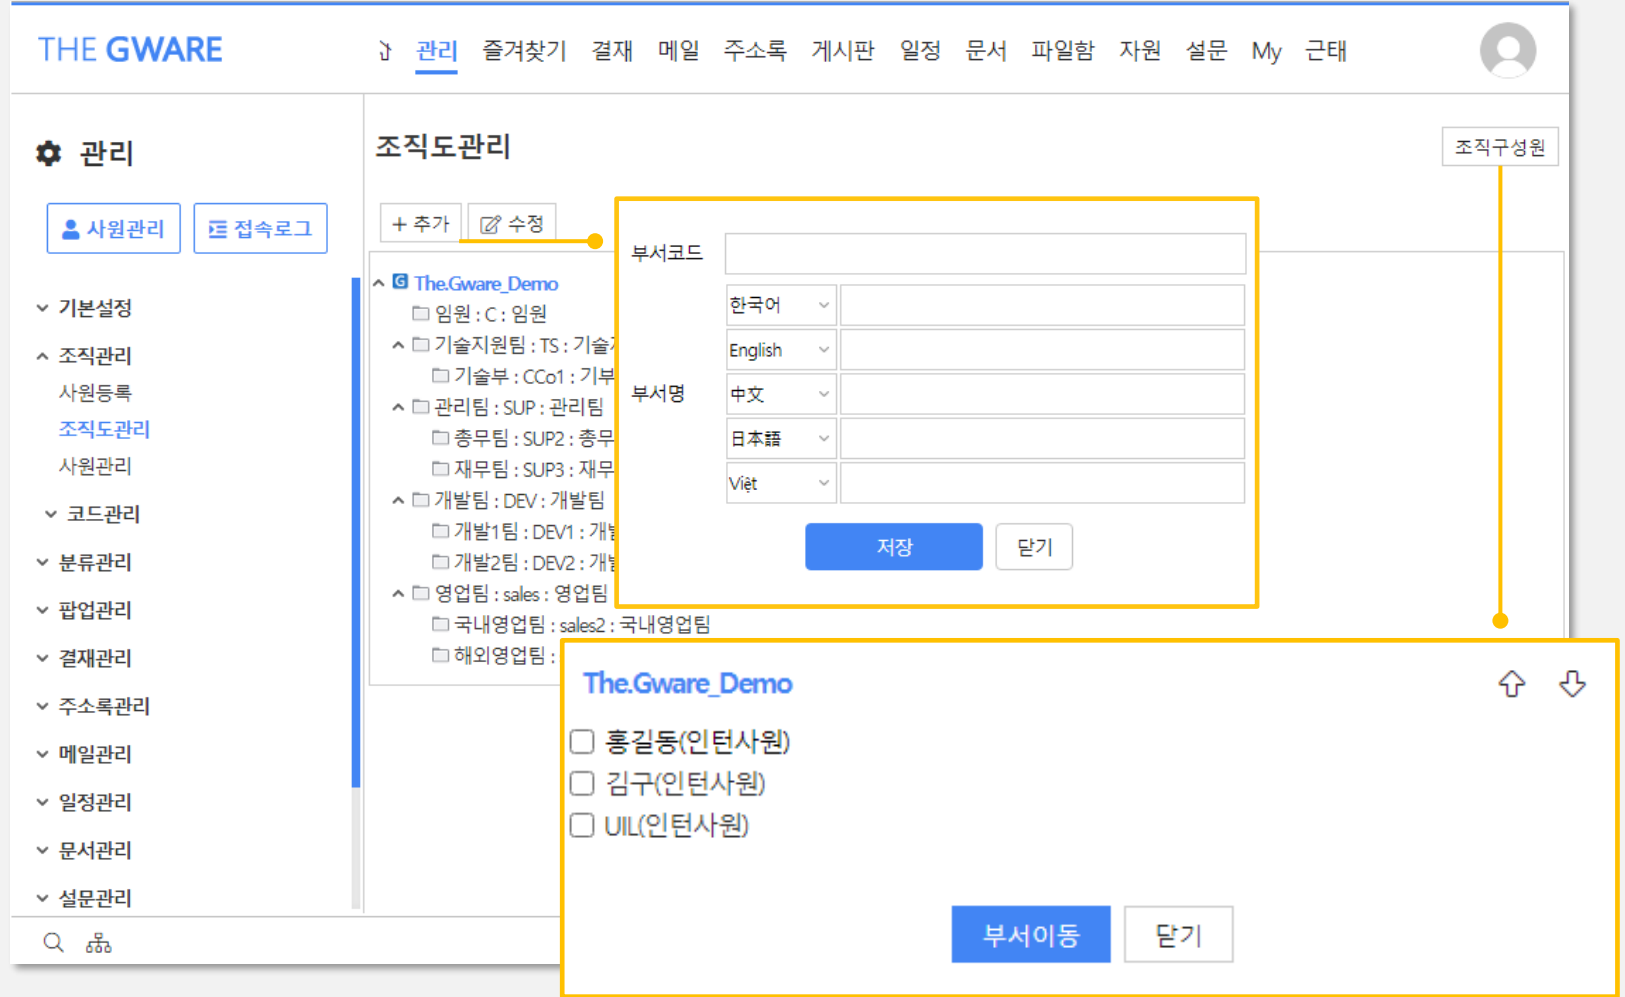 THE GWARE
관리 즐겨찾기 결재 메일 주소록 게시판 일정 문서 파일함 자원 설문 My 근태
관리
사원관리 접속로그
기본설정
조직관리
사원등록
조직도관리
사원관리
코드관리
분류관리
팝업관리
결재관리
주소록관리
메일관리
일정관리
문서관리
설문관리
조직도관리
조직구성원
+ 추가 수정
The.Gware_Demo
임원 : C : 임원
기술지원팀 : TS : 기술
기술부 : CCo1 : 기부
관리팀 : SUP : 관리팀
총무팀 : SUP2 : 총무
재무팀 : SUP3 : 재무
개발팀 : DEV : 개발팀
개발1팀 : DEV1 : 개
개발2팀 : DEV2 : 개
영업팀 : sales : 영업팀
국내영업팀 : sales2 : 국내영업팀
해외영업팀 :
부서코드
부서명
한국어
English
中文
日本語
Việt
저장 닫기
The.Gware_Demo
홍길동(인턴사원)
김구(인턴사원)
UIL(인턴사원)
부서이동 닫기